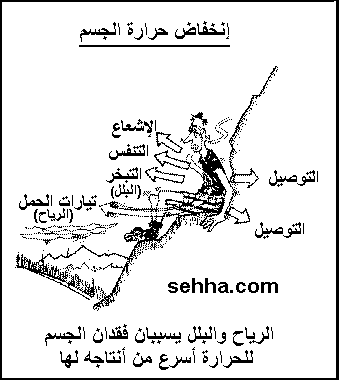 إنخفاض حرارة الجسم
الإشعاع
التنفس
التبخر
(البلل)
تيارات الحمل
(الرياح)
التوصيل
التوصيل
sehha.com
الرياح والبلل يسببان فقدان الجسم
للحرارة أسرع من أنتاجه لها